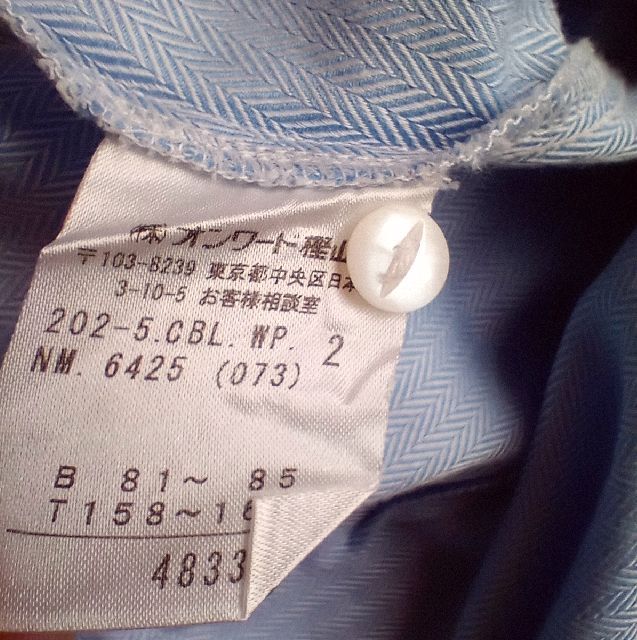 (株)オンワード樫山
〒103-8239 東京都中央区日本
3-10-5 お客様相談室
202-5.CBL.WP. 2
NM. 6425 (073)
B 81～ 85
T158～16
4833